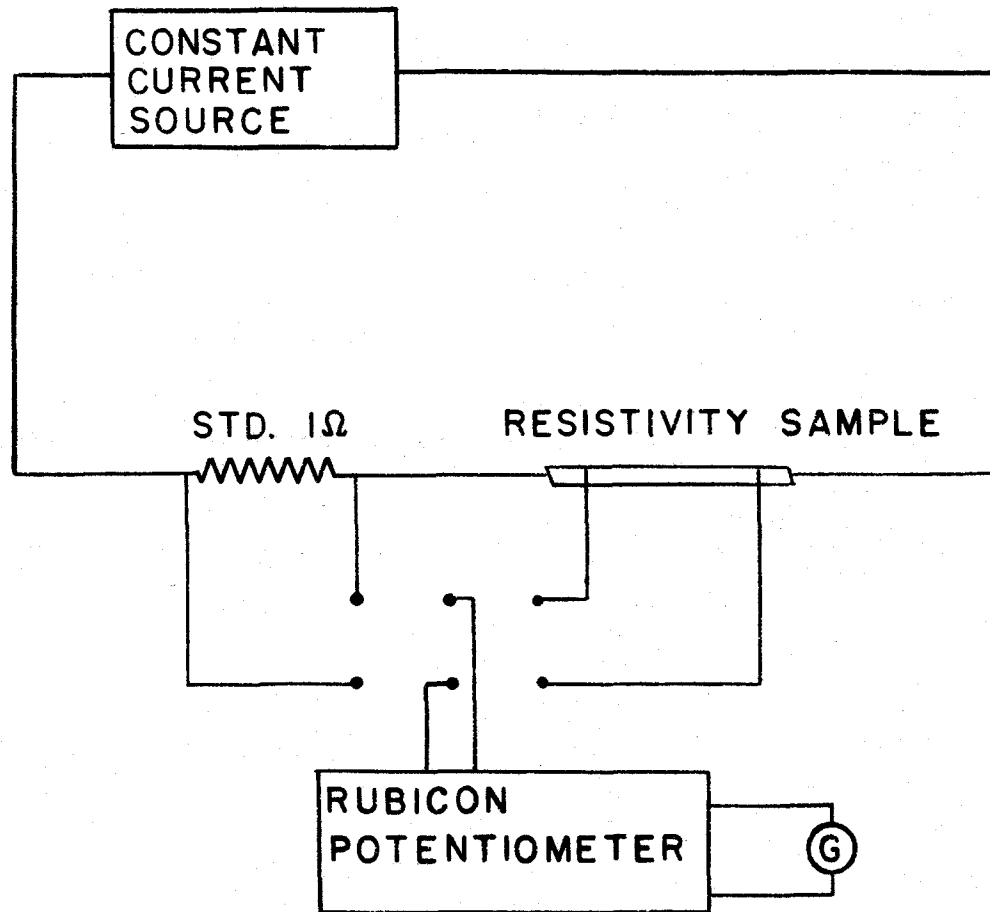 CONSTANT
CURRENT
SOURCE
STD. 1Ω
RESISTIVITY SAMPLE
RUBICON
POTENTIOMETER
G